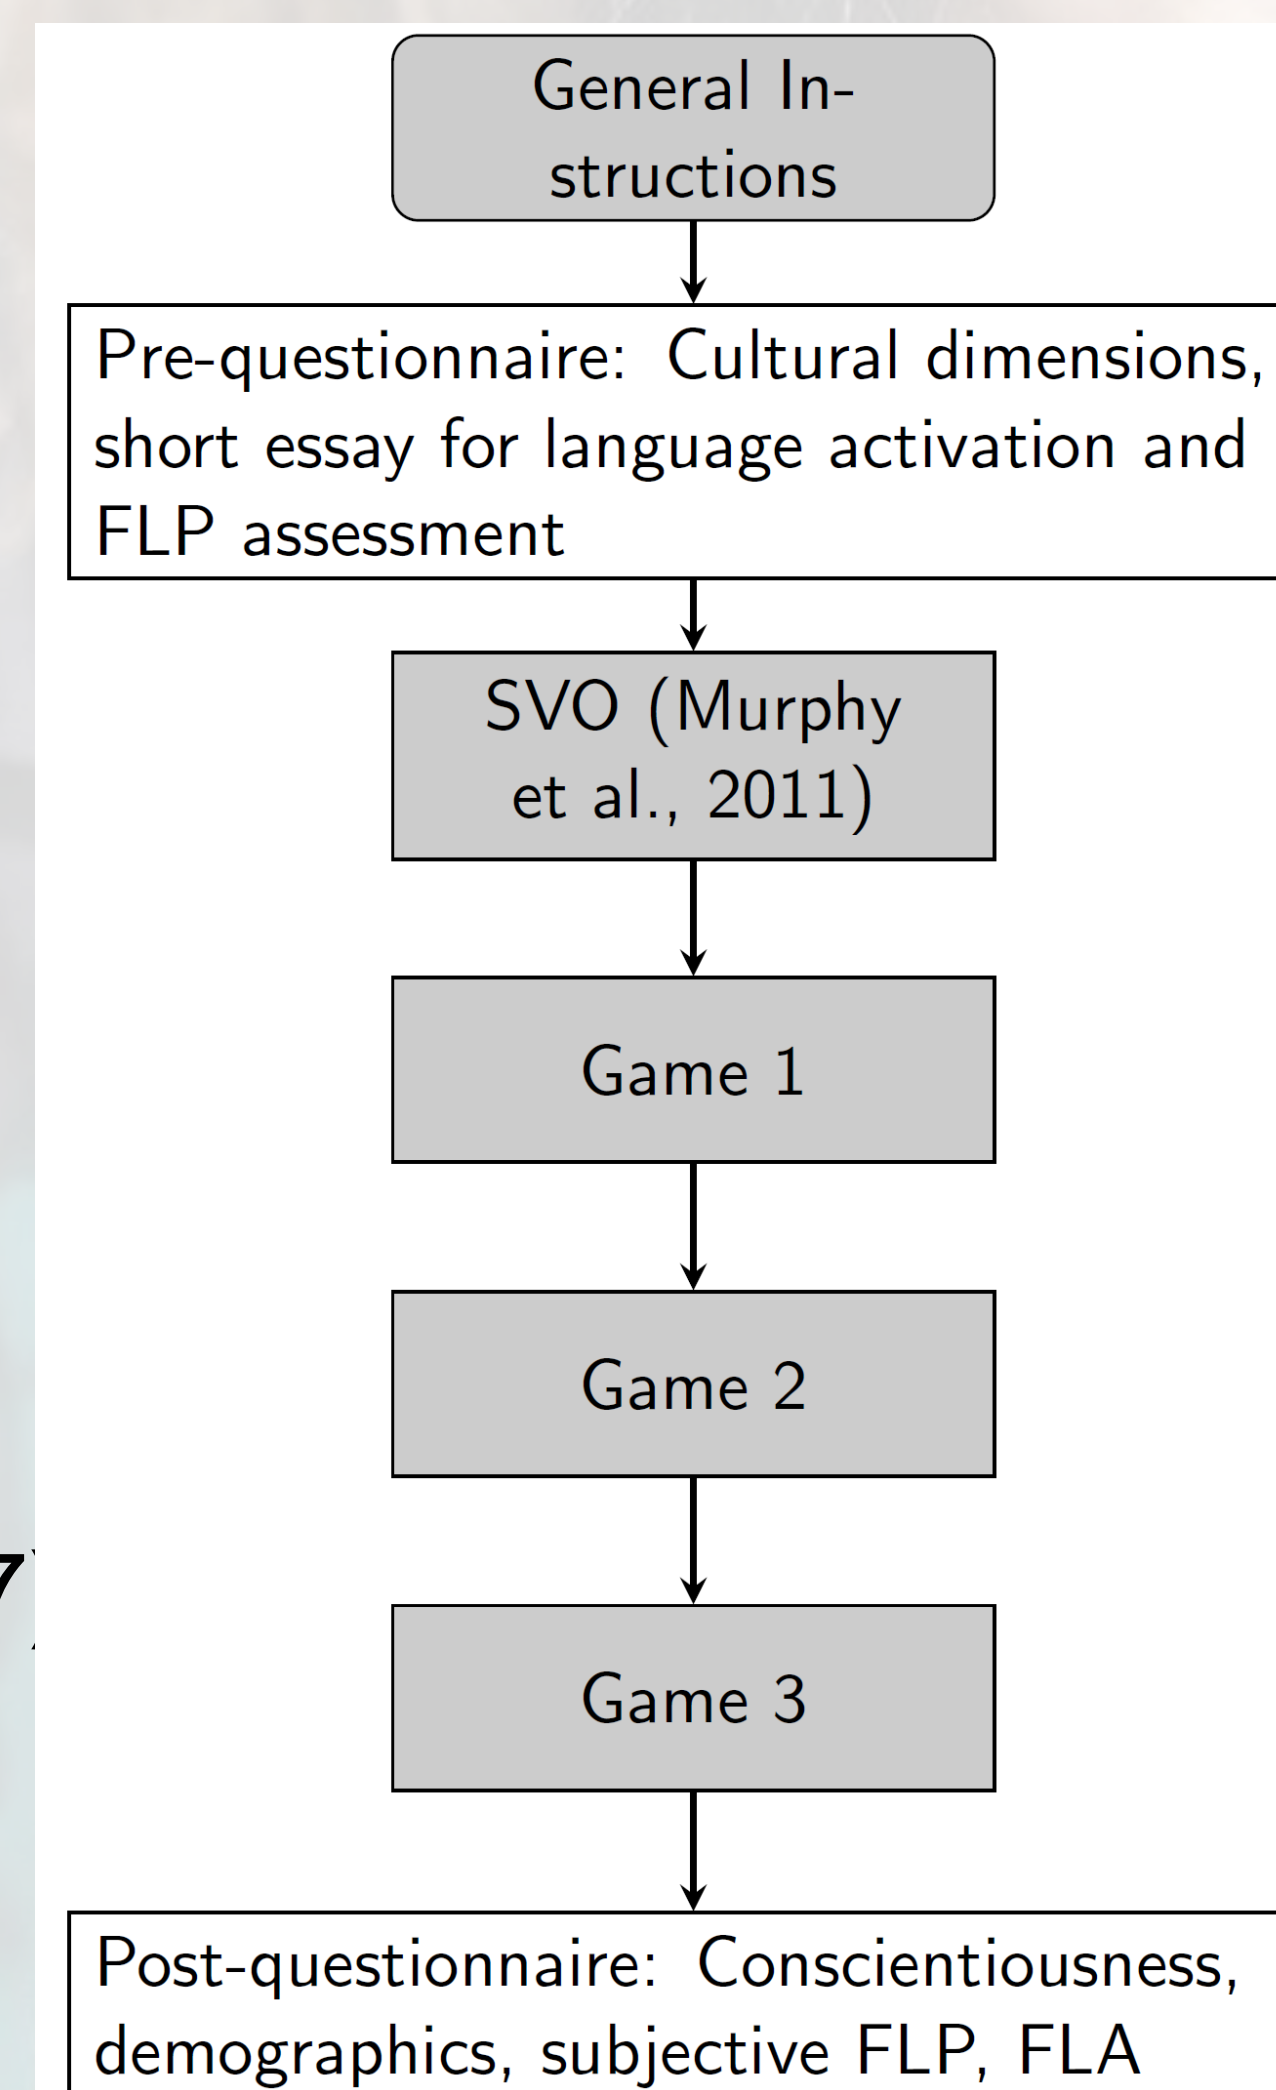 General In-
structions
Pre-questionnaire: Cultural dimensions,
short essay for language activation and
FLP assessment
SVO (Murphy
et al., 2011)
Game 1
Game 2
7)
Game 3
Post-questionnaire: Conscientiousness,
demographics, subjective FLP, FLA